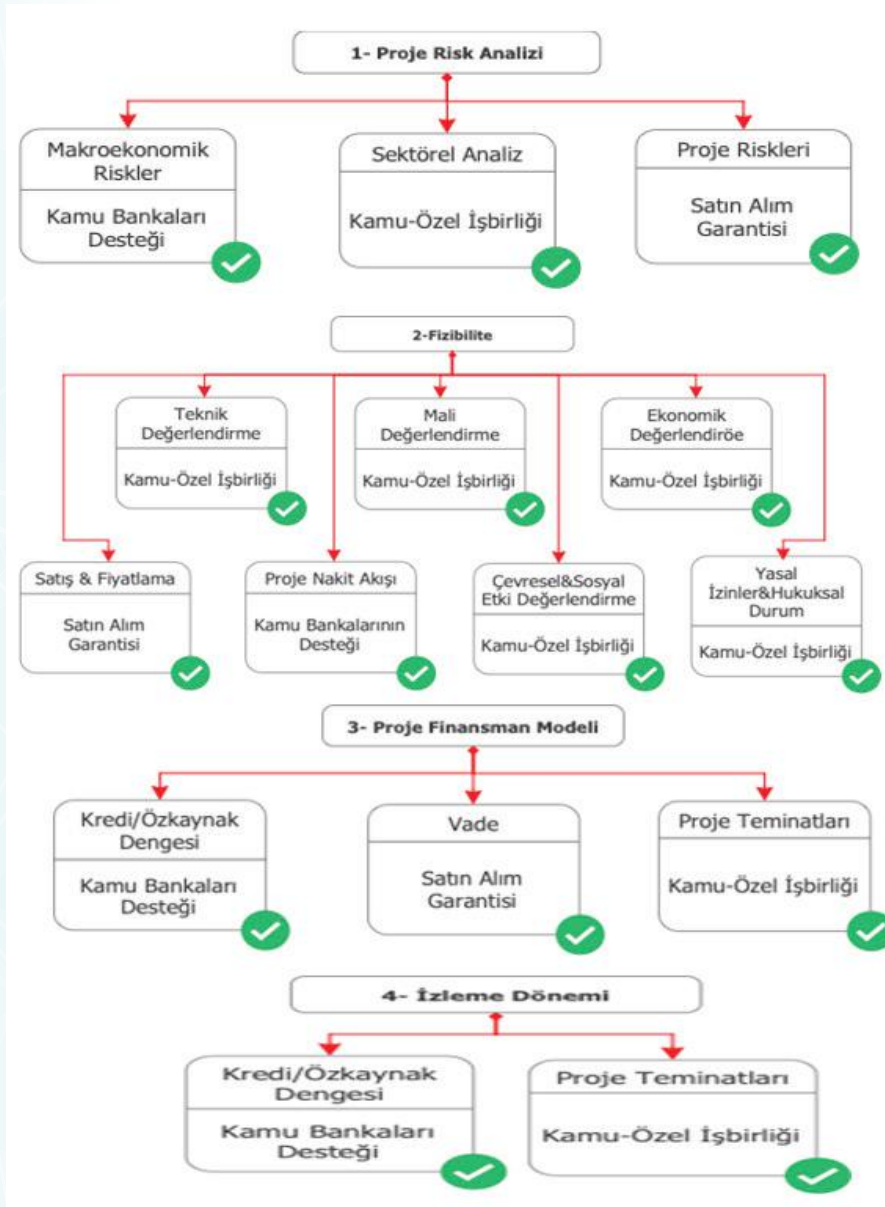 1- Proje Risk Analizi
Makroekonomik
Riskler
Kamu Bankaları
Desteği
Sektörel Analiz
Kamu-Özel İşbirliği
Proje Riskleri
Satın Alım
Garantisi
2-Fizibilite
Teknik
Değerlendirme
Kamu-Özel İşbirliği
Mali
Değerlendirme
Kamu-Özel İşbirliği
Ekonomik
Değerlendiröe
Kamu-Özel İşbirliği
Satış & Fiyatlama
Satın Alım
Garantisi
Proje Nakit Akışı
Kamu Bankalarının
Desteği
Çevresel&Sosyal
Etki Değerlendirme
Kamu-Özel İşbirliği
Yasal
İzinler&Hukuksal
Durum
Kamu-Özel İşbirliği
3- Proje Finansman Modeli
Kredi/Özkaynak
Dengesi
Kamu Bankaları
Desteği
Vade
Satın Alım
Garantisi
Proje Teminatları
Kamu-Özel İşbirliği
4- İzleme Dönemi
Kredi/Özkaynak
Dengesi
Kamu Bankaları
Desteği
Proje Teminatları
Kamu-Özel İşbirliği